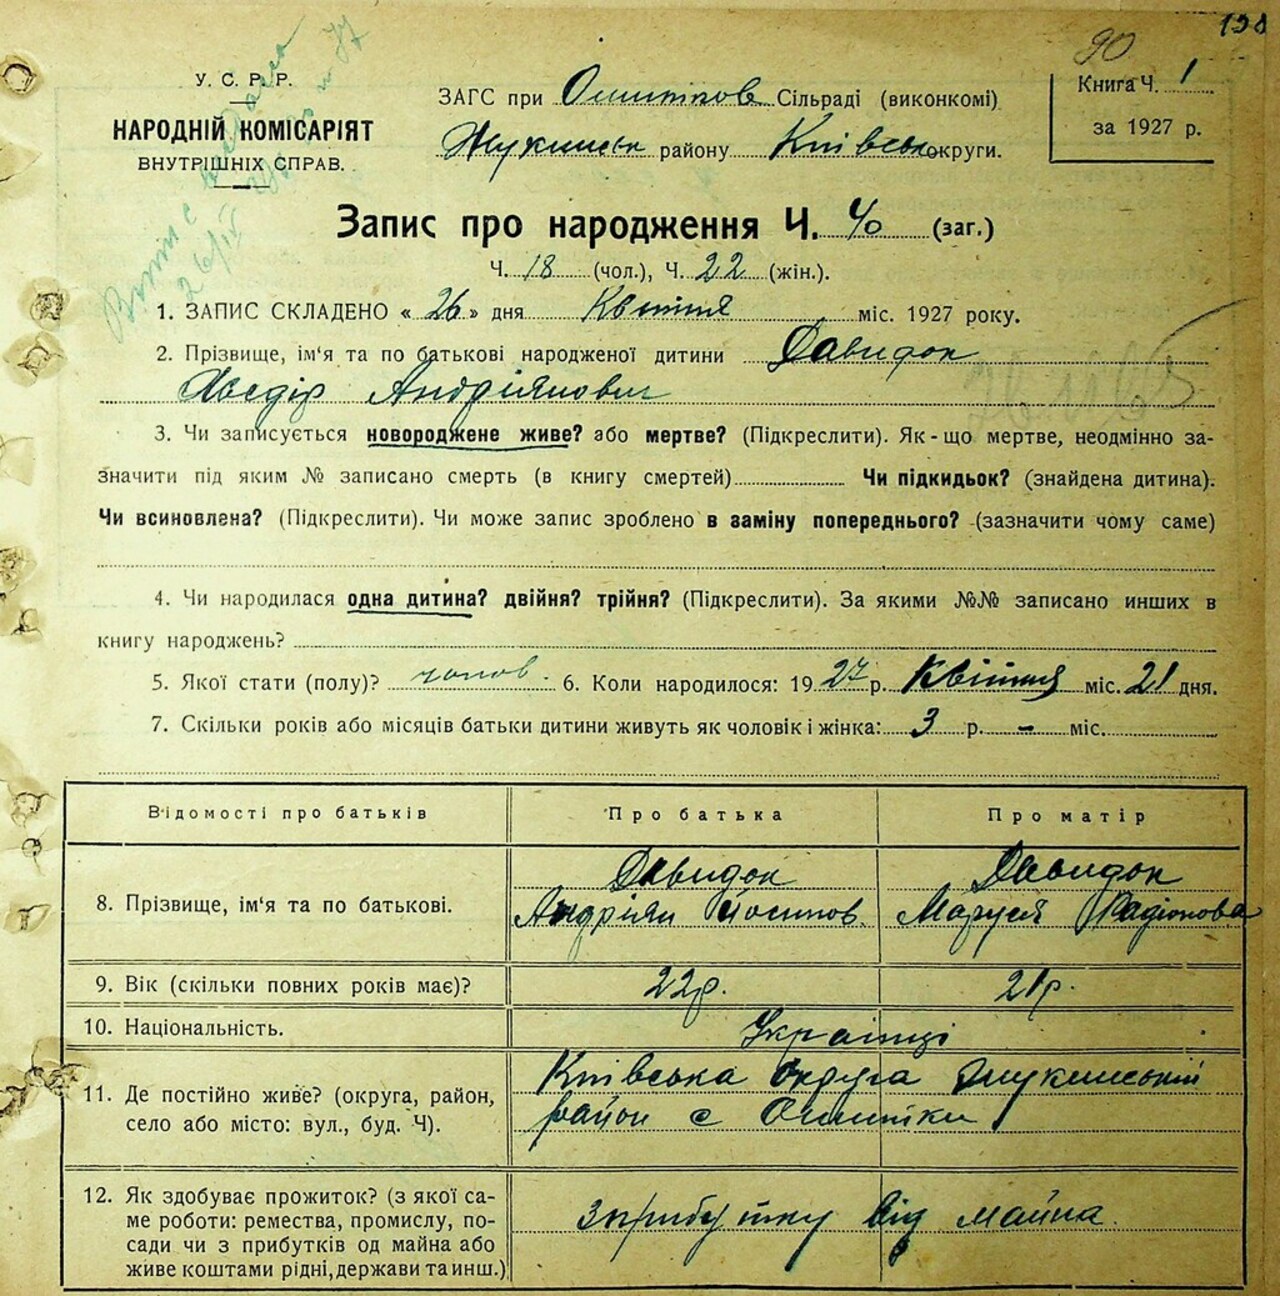 138
90
У. С. Р. Р.
НАРОДНІЙ КОМІСАРІЯТ
ВНУТРІШНІХ СПРАВ.
ЗАГС при Ошитков Сільраді (виконкомі)
Жукинськ району Київськ округи.
Книга Ч. 1
за 1927 р.
Запис про народження Ч. 40 (заг.)
Ч. 18 (чол.), Ч. 22 (жін.).
1. ЗАПИС СКЛАДЕНО « 26 » дня Квітня міс. 1927 року.
2. Прізвище, ім'я та по батькові народженої дитини Давидок
Хведір Андріянович
3. Чи записується новороджене живе? або мертве? (Підкреслити). Як-що мертве, неодмінно за-
значити під яким № записано смерть (в книгу смертей) Чи підкидьок? (знайдена дитина).
Чи всиновлена? (Підкреслити). Чи може запис зроблено в заміну попереднього? (зазначити чому саме)
4. Чи народилася одна дитина? двійня? трійня? (Підкреслити). За якими №№ записано инших в
книгу народжень?
5. Якої стати (полу)? чолов. 6. Коли народилося: 1927 р. Квітня міс. 21 дня.
7. Скільки років або місяців батьки дитини живуть як чоловік і жінка: 3 р. – міс.
Відомості про батьків Про батька Про матір
Давидок Давидок
8. Прізвище, ім'я та по батькові. Андріян Йосипов. Маруся Радіонова
9. Вік (скільки повних років має)? 22р. 21р.
10. Національність. Українці
11. Де постійно живе? (округа, район,
село або місто: вул., буд. Ч).
Київська округа Жукинський
район с Ошитки
12. Як здобуває прожиток? (з якої са-
ме роботи: ремества, промислу, по-
сади чи з прибутків од майна або
живе коштами рідні, держави та инш.)
З прибутку від майна.